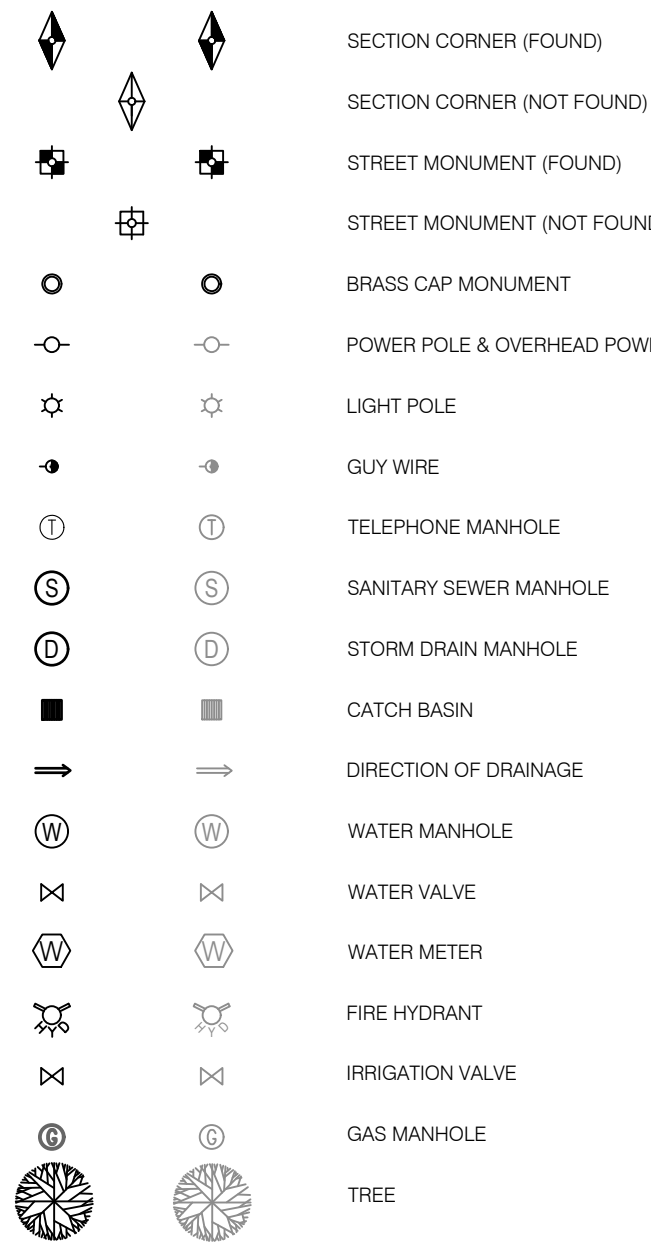 SECTION CORNER (FOUND)
SECTION CORNER (NOT FOUND)
STREET MONUMENT (FOUND)
STREET MONUMENT (NOT FOUND
BRASS CAP MONUMENT
POWER POLE & OVERHEAD
LIGHT POLE
GUY WIRE
T T TELEPHONE MANHOLE
S S SANITARY SEWER MANHOLE
D D STORM DRAIN MANHOLE
CATCH BASIN
DIRECTION OF DRAINAGE
W W WATER MANHOLE
WATER VALVE
W W WATER METER
HYD HYD FIRE HYDRANT
IRRIGATION VALVE
G G GAS MANHOLE
TREE